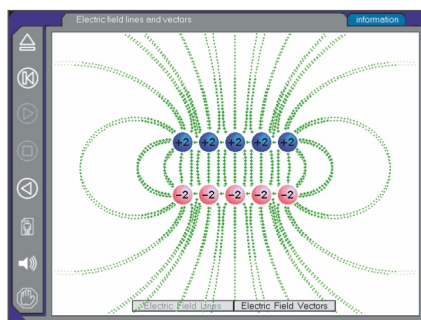 Electric field lines and vectors
information
+2 +2 +2 +2 +2
-2 -2 -2 -2 -2
Electric Field Lines
Electric Field Vectors